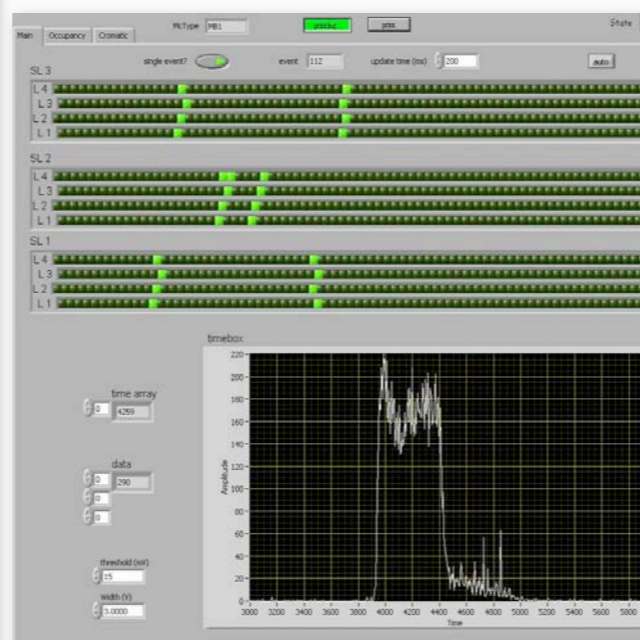 McType MB1 print State
Main Occupancy Cromatic
single event? event 112 update time (ms) 200 auto
SL 3
L 4
L 3
L 2
L 1
SL 2
L 4
L 3
L 2
L 1
SL 1
L 4
L 3
L 2
L 1
timebox
220
200
180
160
140
120
100
80
60
40
20
0
Amplitude
3000 3200 3400 3600 3800 4000 4200 4400 4600 4800 5000 5200 5400 5600 5800
Time
time array
0 4259
data
0 290
0
0
threshold (mV)
15
width (V)
3.0000